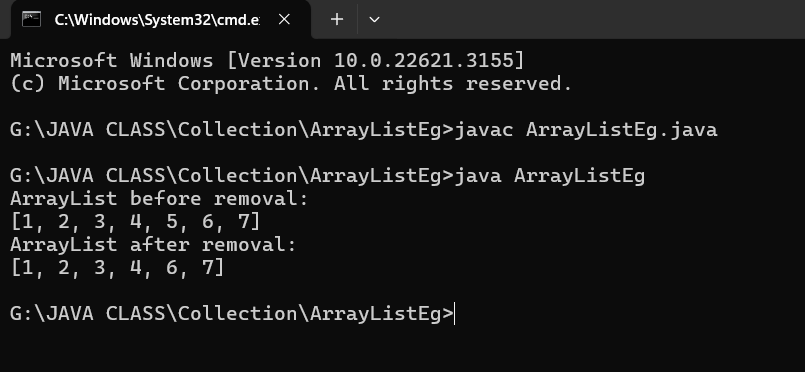 C:\Windows\System32\cmd.e
Microsoft Windows [Version 10.0.22621.3155]
(c) Microsoft Corporation. All rights reserved.
G:\JAVA CLASS\Collection\ArrayListEg>javac ArrayListEg.java
G:\JAVA CLASS\Collection\ArrayListEg>java ArrayListEg
ArrayList before removal:
[1, 2, 3, 4, 5, 6, 7]
ArrayList after removal:
[1, 2, 3, 4, 6, 7]
G:\JAVA CLASS\Collection\ArrayListEg>